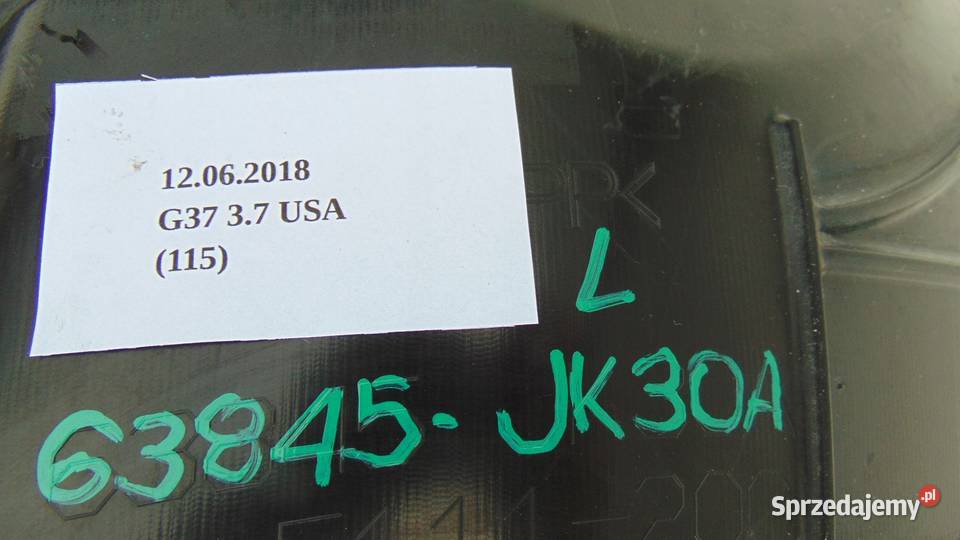 12.06.2018
G37 3.7 USA
(115)
L
63845-JK30A
Sprzedajemy.pl